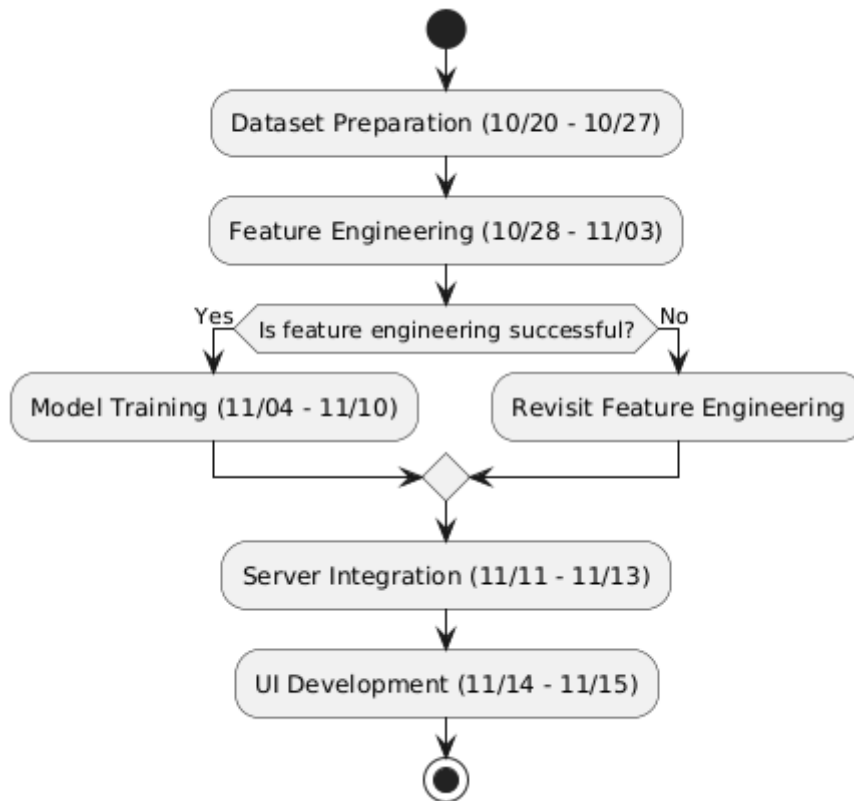 Dataset Preparation (10/20 - 10/27)
Feature Engineering (10/28 - 11/03)
Yes
Is feature engineering successful?
No
Model Training (11/04 - 11/10)
Revisit Feature Engineering
Server Integration (11/11 - 11/13)
UI Development (11/14 - 11/15)